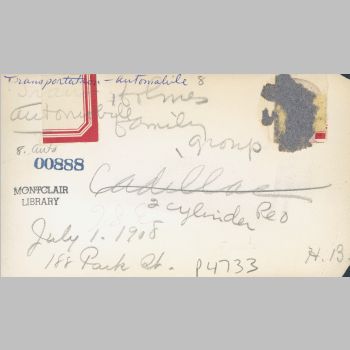 Transportation - automobile 8
Holmes
automobile family
group
8. Auto
00888
MONTCLAIR
LIBRARY
Cadillac
2 cylinder Reo
July 1. 1908
188 Park St. P4733
H.B.